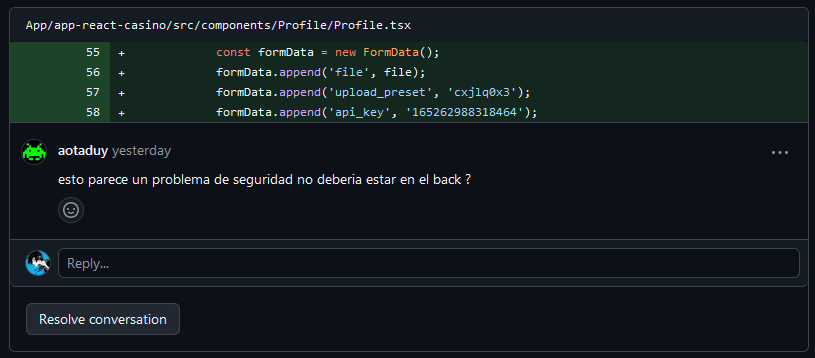 App/app-react-casino/src/components/Profile/Profile.tsx
55 + const formData = new FormData();
56 + formData.append('file', file);
57 + formData.append('upload_preset', 'cxjlq0x3');
58 + formData.append('api_key', '165262988318464');
aotaduy yesterday
esto parece un problema de seguridad no deberia estar en el back ?
Reply...
Resolve conversation